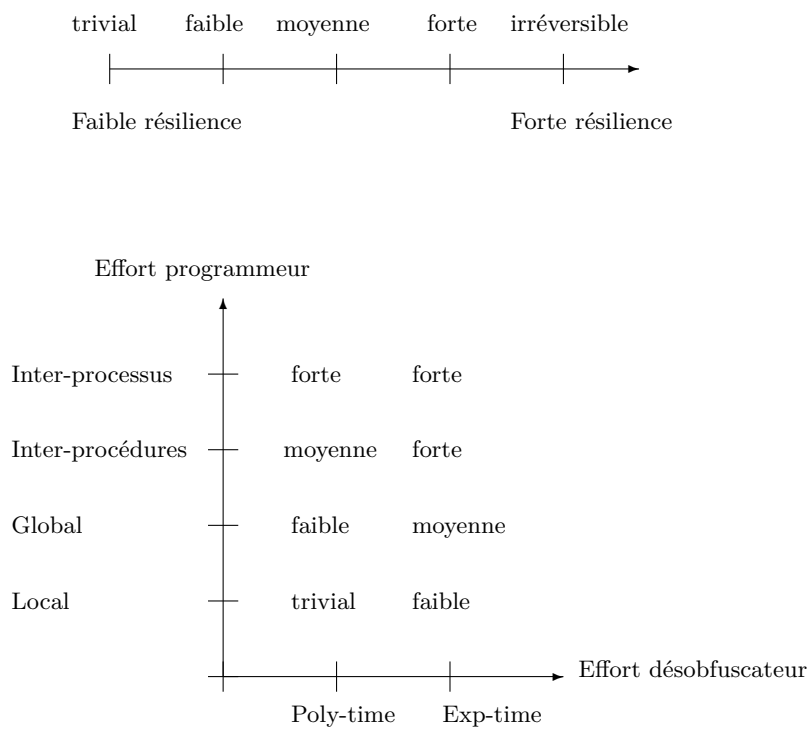 trivial faible moyenne forte irréversible
Faible résilience Forte résilience
Effort programmeur
Inter-processus forte forte
Inter-procédures moyenne forte
Global faible moyenne
Local trivial faible
Effort désobfuscateur
Poly-time Exp-time